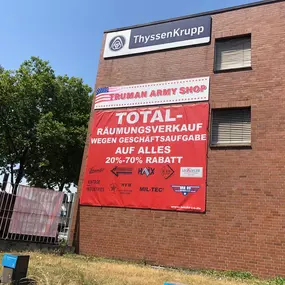 ThyssenKrupp
TRUMAN ARMY SHOP
TOTAL-
RÄUMUNGSVERKAUF
WEGEN GESCHÄFTSAUFGABE
AUF ALLES
20%-70% RABATT
MIL-TEC